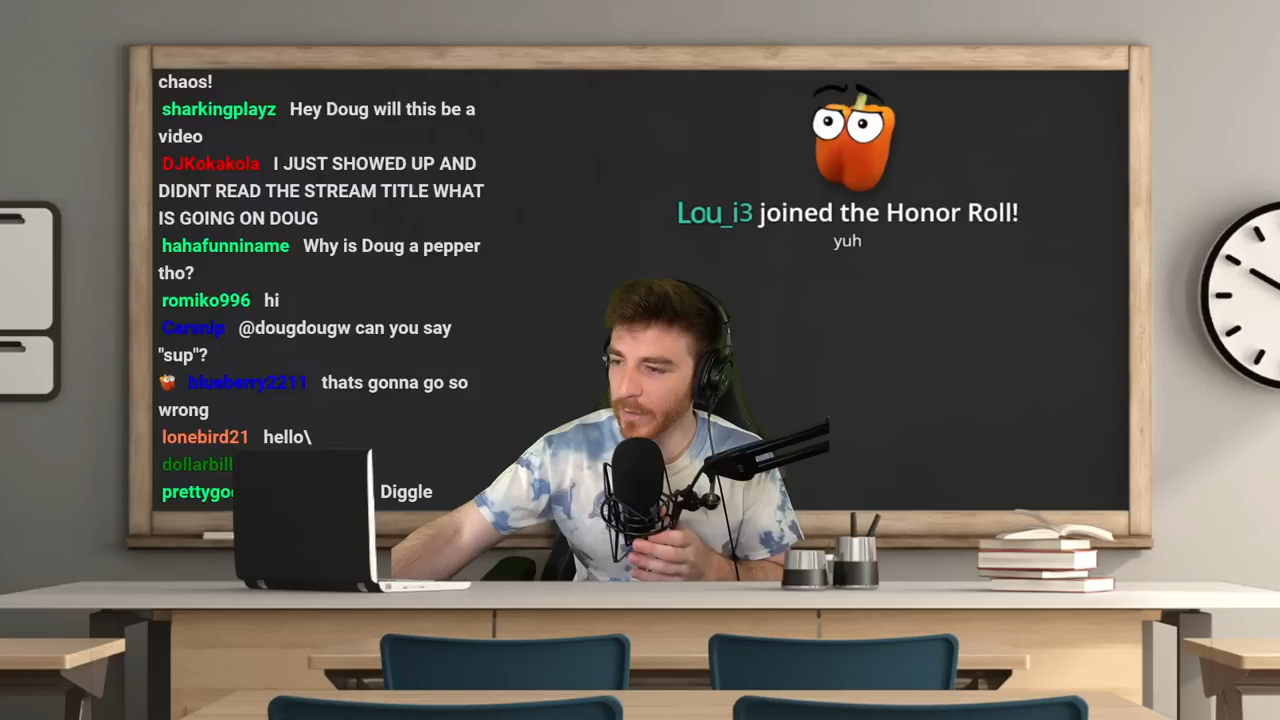 chaos!
sharkingplayz Hey Doug will this be a
video
DJKokakola I JUST SHOWED UP AND
DIDNT READ THE STREAM TITLE WHAT
IS GOING ON DOUG
hahafunniname Why is Doug a pepper
tho?
romiko996 hi
@dougdougw can you say
"sup"?
blueberry2211 thats gonna go so
wrong
lonebird21 hello\
dollarbill
prettygo Diggle
Lou_i3 joined the Honor Roll!
yuh